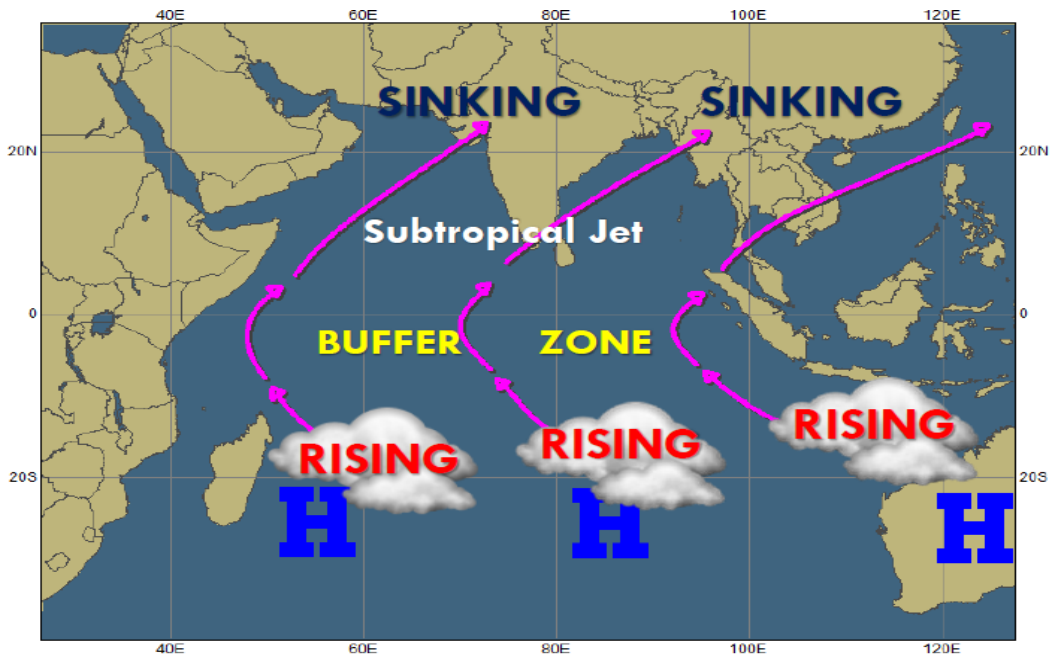 40E 60E 80E 100E 120E
SINKING SINKING
20N 20N
Subtropical Jet
0 0
BUFFER ZONE
RISING RISING RISING
20S 20S
H H H
40E 60E 80E 100E 120E